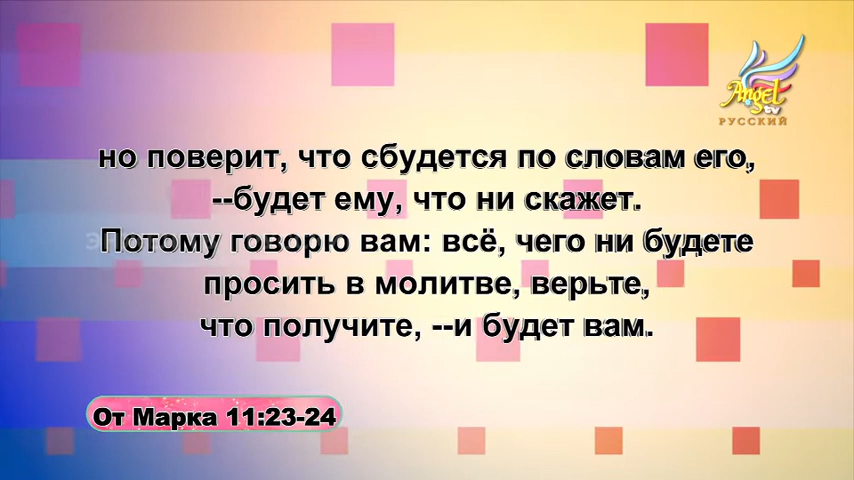 Angel tv
РУССКИЙ
но поверит, что сбудется по словам его,
--будет ему, что ни скажет.
Потому говорю вам: всё, чего ни будете
просить в молитве, верьте,
что получите, --и будет вам.
От Марка 11:23-24